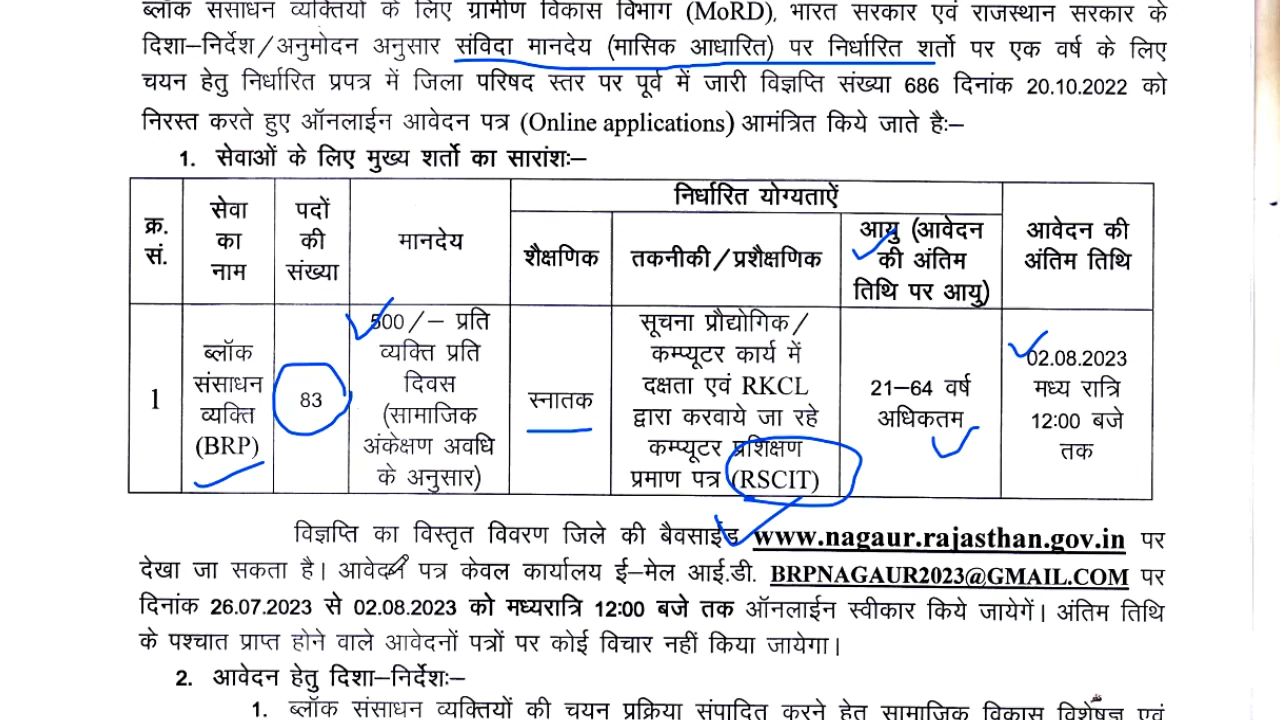 ब्लॉक संसाधन व्यक्तियों के लिए ग्रामीण विकास विभाग (MoRD), भारत सरकार एवं राजस्थान सरकार के
दिशा–निर्देश/अनुमोदन अनुसार संविदा मानदेय (मासिक आधारित) पर निर्धारित शर्तो पर एक वर्ष के लिए
चयन हेतु निर्धारित प्रपत्र में जिला परिषद स्तर पर पूर्व में जारी विज्ञप्ति संख्या 686 दिनांक 20.10.2022 को
निरस्त करते हुए ऑनलाईन आवेदन पत्र (Online applications) आमंत्रित किये जाते हैः–
1. सेवाओं के लिए मुख्य शर्तो का सारांशः–
क्र. सं.
सेवा का नाम
पदों की संख्या
मानदेय
निर्धारित योग्यताऐं
शैक्षणिक
तकनीकी/प्रशैक्षणिक
आयु (आवेदन की अंतिम तिथि पर आयु)
आवेदन की अंतिम तिथि
1
ब्लॉक संसाधन व्यक्ति (BRP)
83
500/– प्रति व्यक्ति प्रति दिवस (सामाजिक अंकेक्षण अवधि के अनुसार)
स्नातक
सूचना प्रौद्योगिक/ कम्प्यूटर कार्य में दक्षता एवं RKCL द्वारा करवाये जा रहे कम्प्यूटर प्रशिक्षण प्रमाण पत्र (RSCIT)
21–64 वर्ष अधिकतम
02.08.2023 मध्य रात्रि 12:00 बजे तक
विज्ञप्ति का विस्तृत विवरण जिले की बैवसाईड www.nagaur.rajasthan.gov.in पर
देखा जा सकता है। आवेदन पत्र केवल कार्यालय ई–मेल आई.डी. BRPNAGAUR2023@GMAIL.COM पर
दिनांक 26.07.2023 से 02.08.2023 को मध्यरात्रि 12:00 बजे तक ऑनलाईन स्वीकार किये जायेगें। अंतिम तिथि
के पश्चात प्राप्त होने वाले आवेदनों पत्रों पर कोई विचार नहीं किया जायेगा।
2. आवेदन हेतु दिशा–निर्देशः–
1. ब्लॉक संसाधन व्यक्तियों की चयन प्रक्रिया संपादित करने हेतु सामाजिक विकास विशेषज्ञ एवं